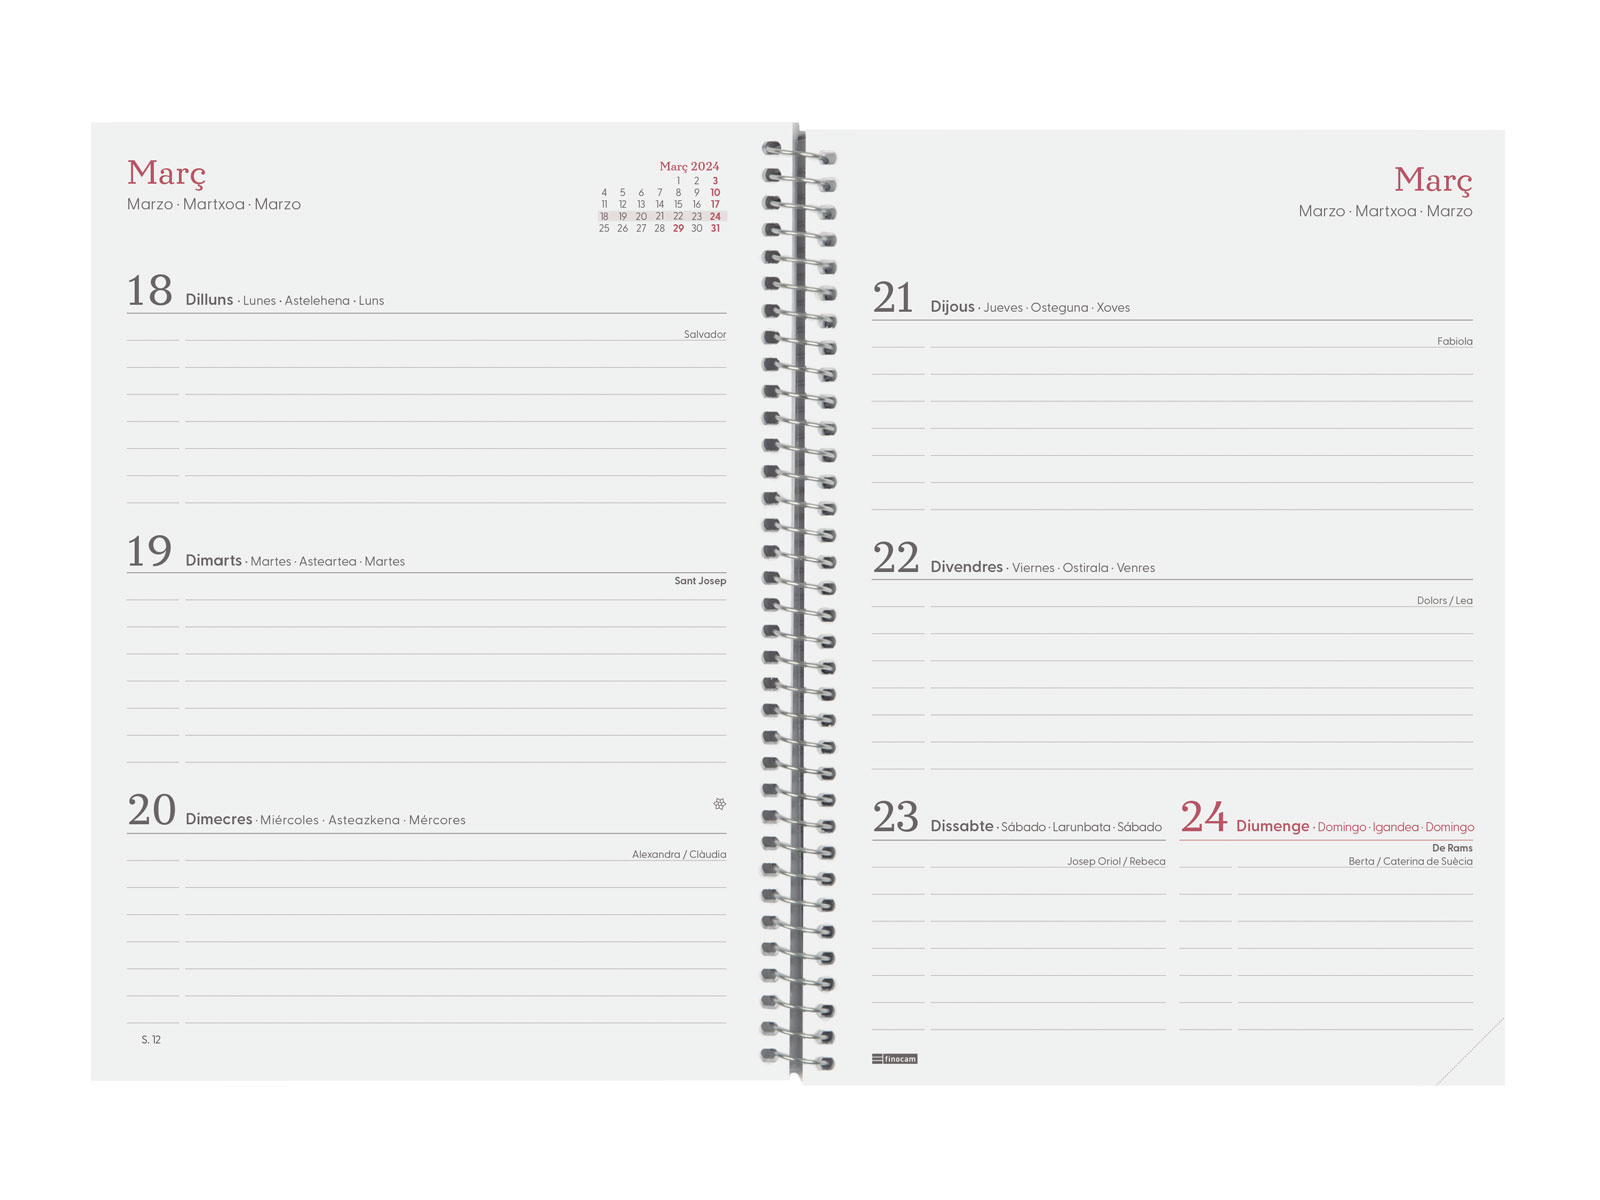 Març
Marzo · Martxoa · Marzo
Març 2024
1 2 3
4 5 6 7 8 9 10
11 12 13 14 15 16 17
18 19 20 21 22 23 24
25 26 27 28 29 30 31
18 Dilluns · Lunes · Astelehena · Luns
Salvador
19 Dimarts · Martes · Asteartea · Martes
Sant Josep
20 Dimecres · Miércoles · Asteazkena · Mércores
Alexandra / Clàudia
S. 12
Març
Marzo · Martxoa · Marzo
21 Dijous · Jueves · Osteguna · Xoves
Fabiola
22 Divendres · Viernes · Ostirala · Venres
Dolors / Lea
23 Dissabte · Sábado · Larunbata · Sábado
Josep Oriol / Rebeca
24 Diumenge · Domingo · Igandea · Domingo
De Rams
Berta / Caterina de Suècia
finocam